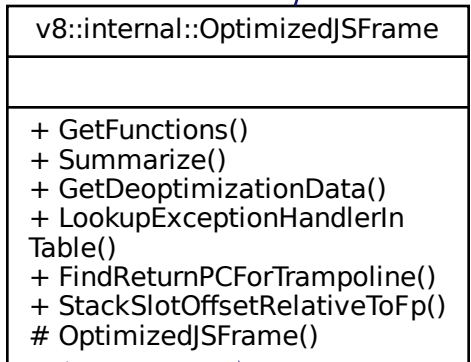 v8::internal::OptimizedJSFrame
+ GetFunctions()
+ Summarize()
+ GetDeoptimizationData()
+ LookupExceptionHandlerIn
Table()
+ FindReturnPCForTrampoline()
+ StackSlotOffsetRelativeToFp()
# OptimizedJSFrame()